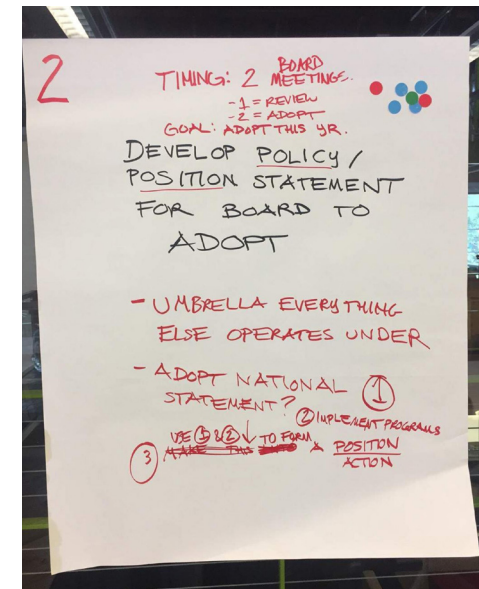 2
TIMING: 2 BOARD MEETINGS.
- 1 = REVIEW
- 2 = ADOPT
GOAL: ADOPT THIS YR.
DEVELOP POLICY/
POSITION STATEMENT
FOR BOARD TO
ADOPT
- UMBRELLA EVERYTHING
ELSE OPERATES UNDER
- ADOPT NATIONAL
STATEMENT? 1
2 IMPLEMENT PROGRAMS
USE 1 & 2 ↓ TO FORM
3 MAKE THIS A POSITION
ACTION